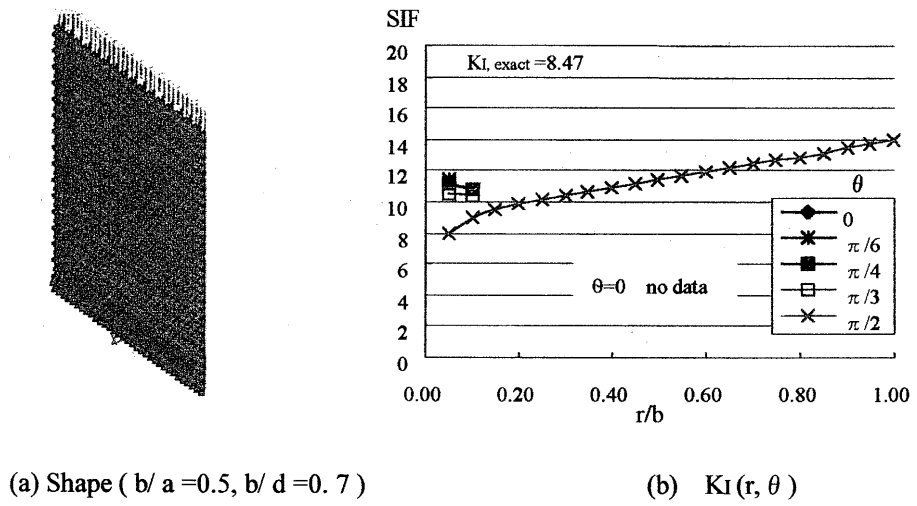 SIF
20
18
16
14
12
10
8
6
4
2
0
KI, exact =8.47
θ=0 no data
θ
0
π/6
π/4
π/3
π/2
0.00 0.20 0.40 0.60 0.80 1.00
r/b
(a) Shape ( b/ a =0.5, b/ d =0. 7 )
(b) KI (r, θ )